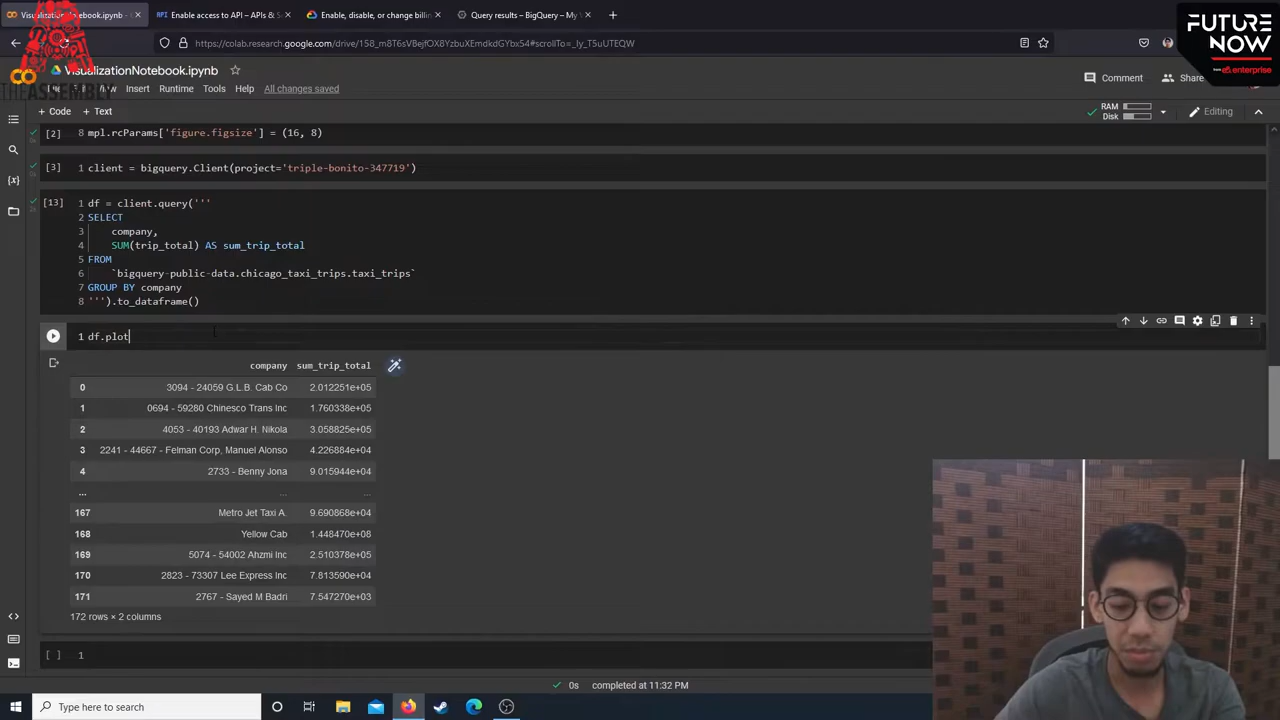 VisualizationNotebook.ipynb
Enable access to API – APIs & S
Enable, disable, or change billin
Query results – BigQuery – My
https://colab.research.google.com/drive/158_m8T6sVBejfOX8YzbuXEmdkdGYbx54#scrollTo=_ly_T5uUTEQW
FUTURE NOW
from e& enterprise
VisualizationNotebook.ipynb
THE ASSEMBLY
View Insert Runtime Tools Help All changes saved
Comment Share
+ Code + Text
RAM
Disk
Editing
[2] 8 mpl.rcParams['figure.figsize'] = (16, 8)
[3] 1 client = bigquery.Client(project='triple-bonito-347719')
[13] 1 df = client.query('''
2 SELECT
3 company,
4 SUM(trip_total) AS sum_trip_total
5 FROM
6 `bigquery-public-data.chicago_taxi_trips.taxi_trips`
7 GROUP BY company
8 ''').to_dataframe()
1 df.plot
company sum_trip_total
0 3094 - 24059 G.L.B. Cab Co 2.012251e+05
1 0694 - 59280 Chinesco Trans Inc 1.760338e+05
2 4053 - 40193 Adwar H. Nikola 3.058825e+05
3 2241 - 44667 - Felman Corp, Manuel Alonso 4.226884e+04
4 2733 - Benny Jona 9.015944e+04
... ... ...
167 Metro Jet Taxi A. 9.690868e+04
168 Yellow Cab 1.448470e+08
169 5074 - 54002 Ahzmi Inc 2.510378e+05
170 2823 - 73307 Lee Express Inc 7.813590e+04
171 2767 - Sayed M Badri 7.547270e+03
172 rows × 2 columns
[ ] 1
0s completed at 11:32 PM
Type here to search